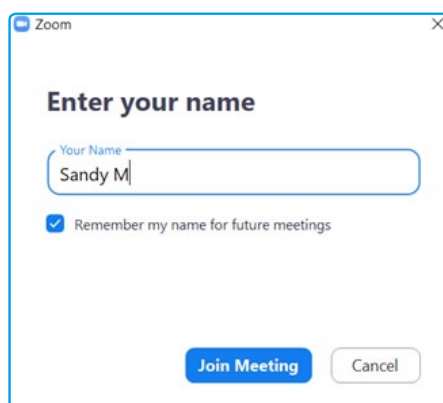 Zoom
Enter your name
Your Name
Sandy M
Remember my name for future meetings
Join Meeting Cancel